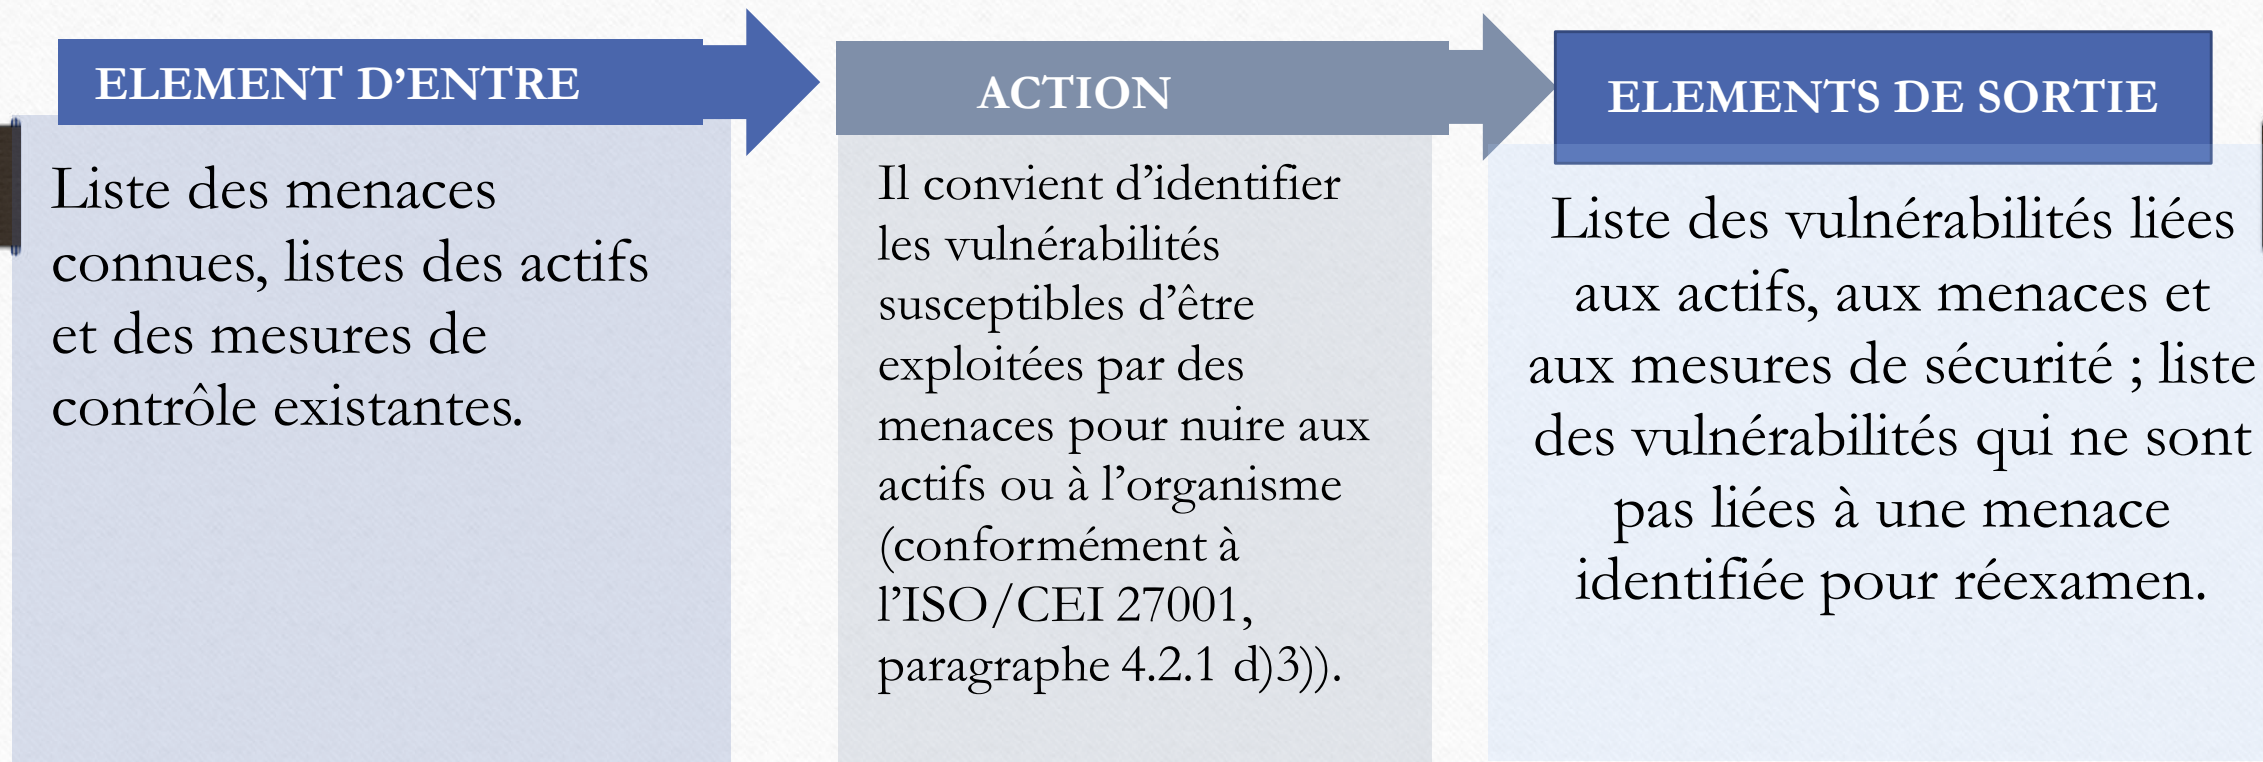 ELEMENT D’ENTRE
Liste des menaces
connues, listes des actifs
et des mesures de
contrôle existantes.
ACTION
Il convient d’identifier
les vulnérabilités
susceptibles d’être
exploitées par des
menaces pour nuire aux
actifs ou à l’organisme
(conformément à
l’ISO/CEI 27001,
paragraphe 4.2.1 d)3)).
ELEMENTS DE SORTIE
Liste des vulnérabilités liées
aux actifs, aux menaces et
aux mesures de sécurité ; liste
des vulnérabilités qui ne sont
pas liées à une menace
identifiée pour réexamen.